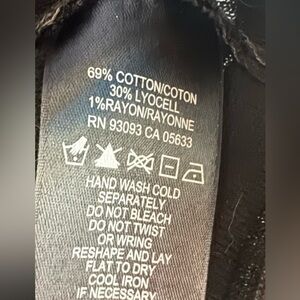 69% COTTON/COTON
30% LYOCELL
1%RAYON/RAYONNE
RN 93093 CA 05633
HAND WASH COLD
SEPARATELY
DO NOT BLEACH
DO NOT TWIST
OR WRING
RESHAPE AND LAY
FLAT TO DRY
COOL IRON
IF NECESSARY